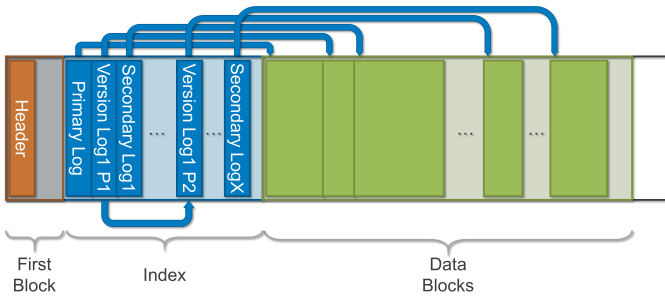 Header
Primary Log
Version Log1 P1
Secondary Log1
...
Version Log1 P2
...
Secondary LogX
...
...
First
Block
Index
Data
Blocks